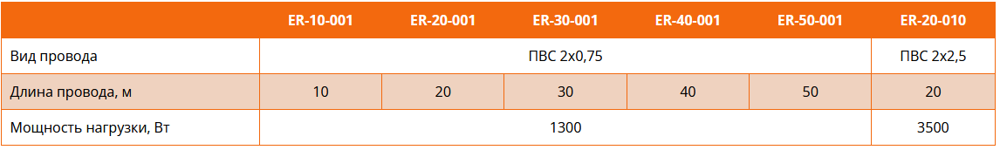 ER-10-001 ER-20-001 ER-30-001 ER-40-001 ER-50-001 ER-20-010
Вид провода ПВС 2х0,75 ПВС 2х2,5
Длина провода, м 10 20 30 40 50 20
Мощность нагрузки, Вт 1300 3500